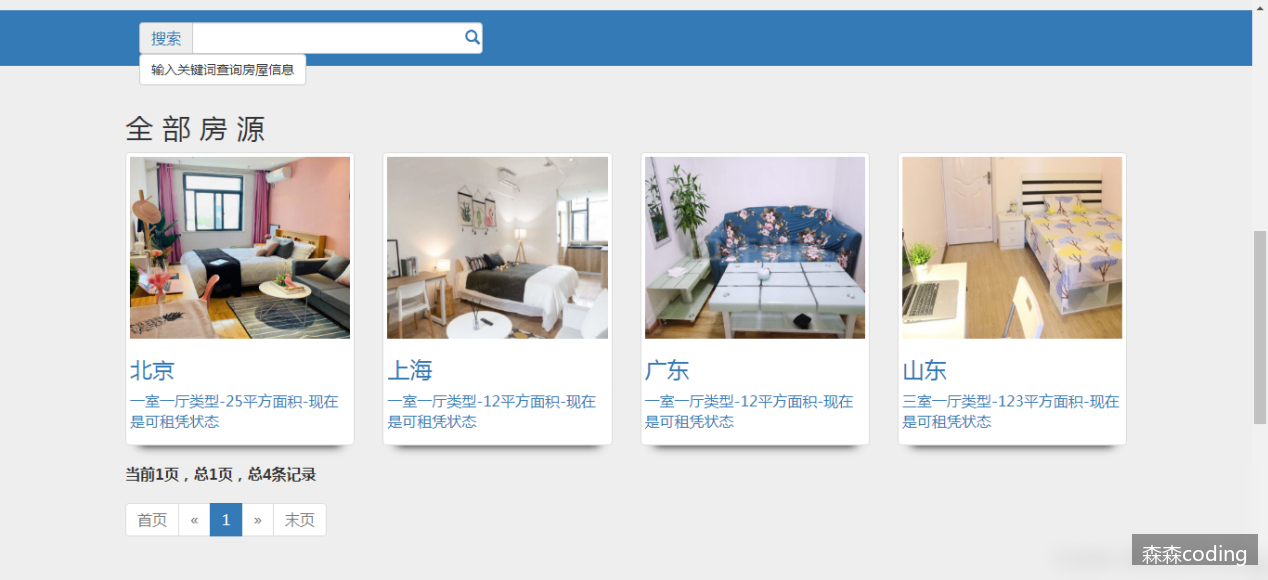 搜索
输入关键词查询房屋信息
全部房源
北京
一室一厅类型-25平方面积-现在
是可租凭状态
上海
一室一厅类型-12平方面积-现在
是可租凭状态
广东
一室一厅类型-12平方面积-现在
是可租凭状态
山东
三室一厅类型-123平方面积-现在
是可租凭状态
当前1页，总1页，总4条记录
首页 « 1 » 末页
森森coding